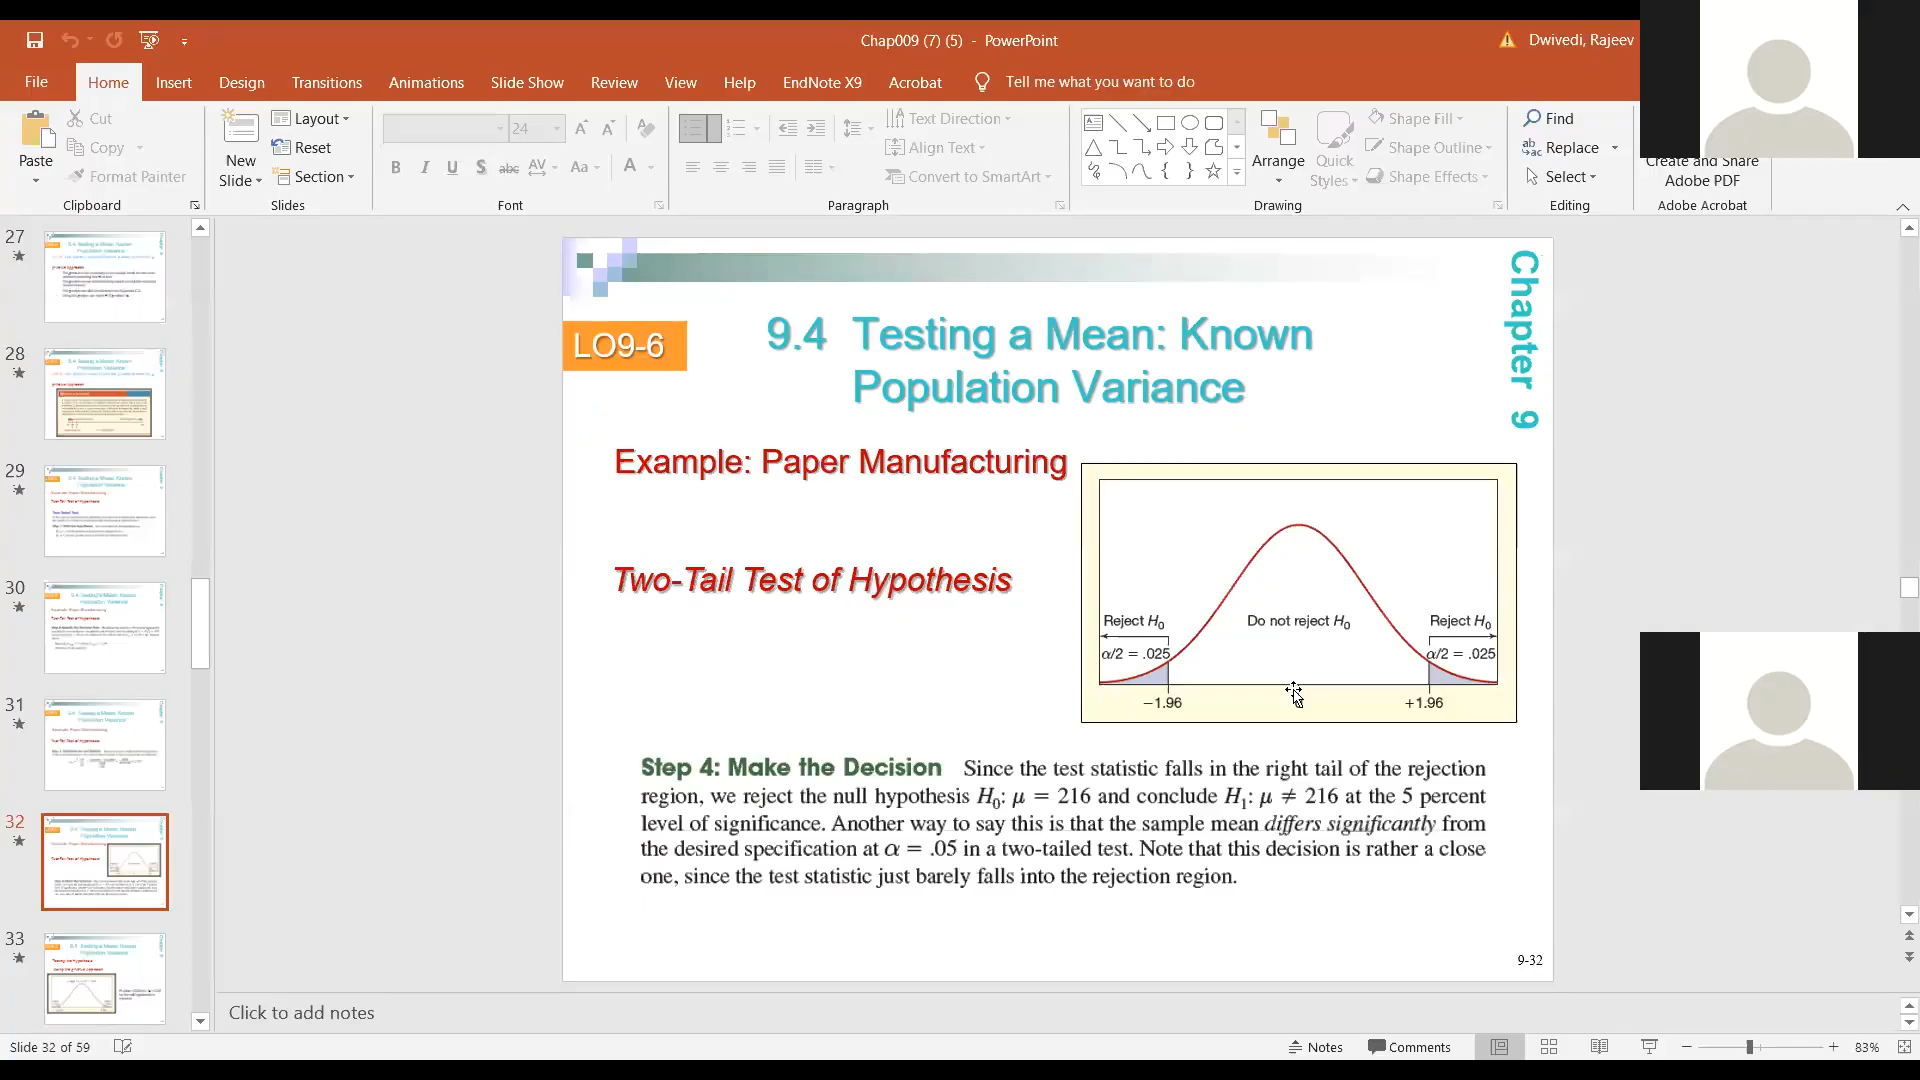 Chap009 (7) (5) - PowerPoint
Dwivedi, Rajeev
File Home Insert Design Transitions Animations Slide Show Review View Help EndNote X9 Acrobat Tell me what you want to do
Paste
Cut
Copy
Format Painter
Clipboard
New
Slide
Layout
Reset
Section
Slides
24
B I U S abc AV Aa A
Font
Text Direction
Align Text
Convert to SmartArt
Paragraph
Arrange
Quick
Styles
Shape Fill
Shape Outline
Shape Effects
Drawing
Find
Replace
Select
Editing
Create and Share
Adobe PDF
Adobe Acrobat
27
28
29
30
31
32
33
Chapter 9
LO9-6
9.4 Testing a Mean: Known
Population Variance
Example: Paper Manufacturing
Two-Tail Test of Hypothesis
Reject H0
Do not reject H0
Reject H0
α/2 = .025
α/2 = .025
−1.96
+1.96
Step 4: Make the Decision Since the test statistic falls in the right tail of the rejection
region, we reject the null hypothesis H0: μ = 216 and conclude H1: μ ≠ 216 at the 5 percent
level of significance. Another way to say this is that the sample mean differs significantly from
the desired specification at α = .05 in a two-tailed test. Note that this decision is rather a close
one, since the test statistic just barely falls into the rejection region.
9-32
Click to add notes
Slide 32 of 59
Notes
Comments
83%